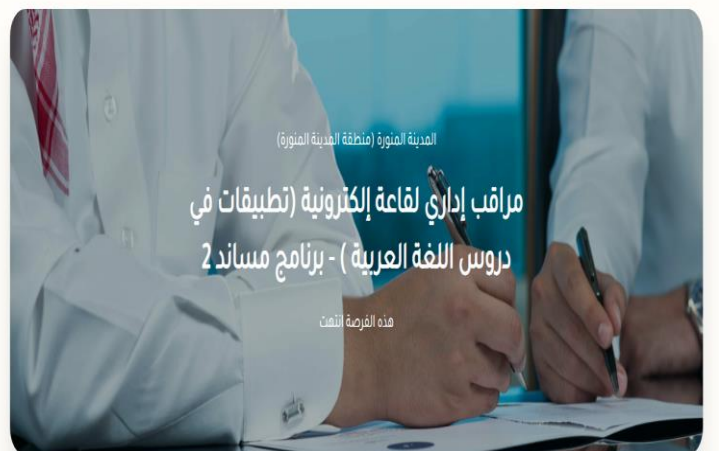 المدينة المنورة (منطقة المدينة المنورة)
مراقب إداري لقاعة إلكترونية (تطبيقات في
دروس اللغة العربية ) - برنامج مساند 2
هذه الفرصة انتهت